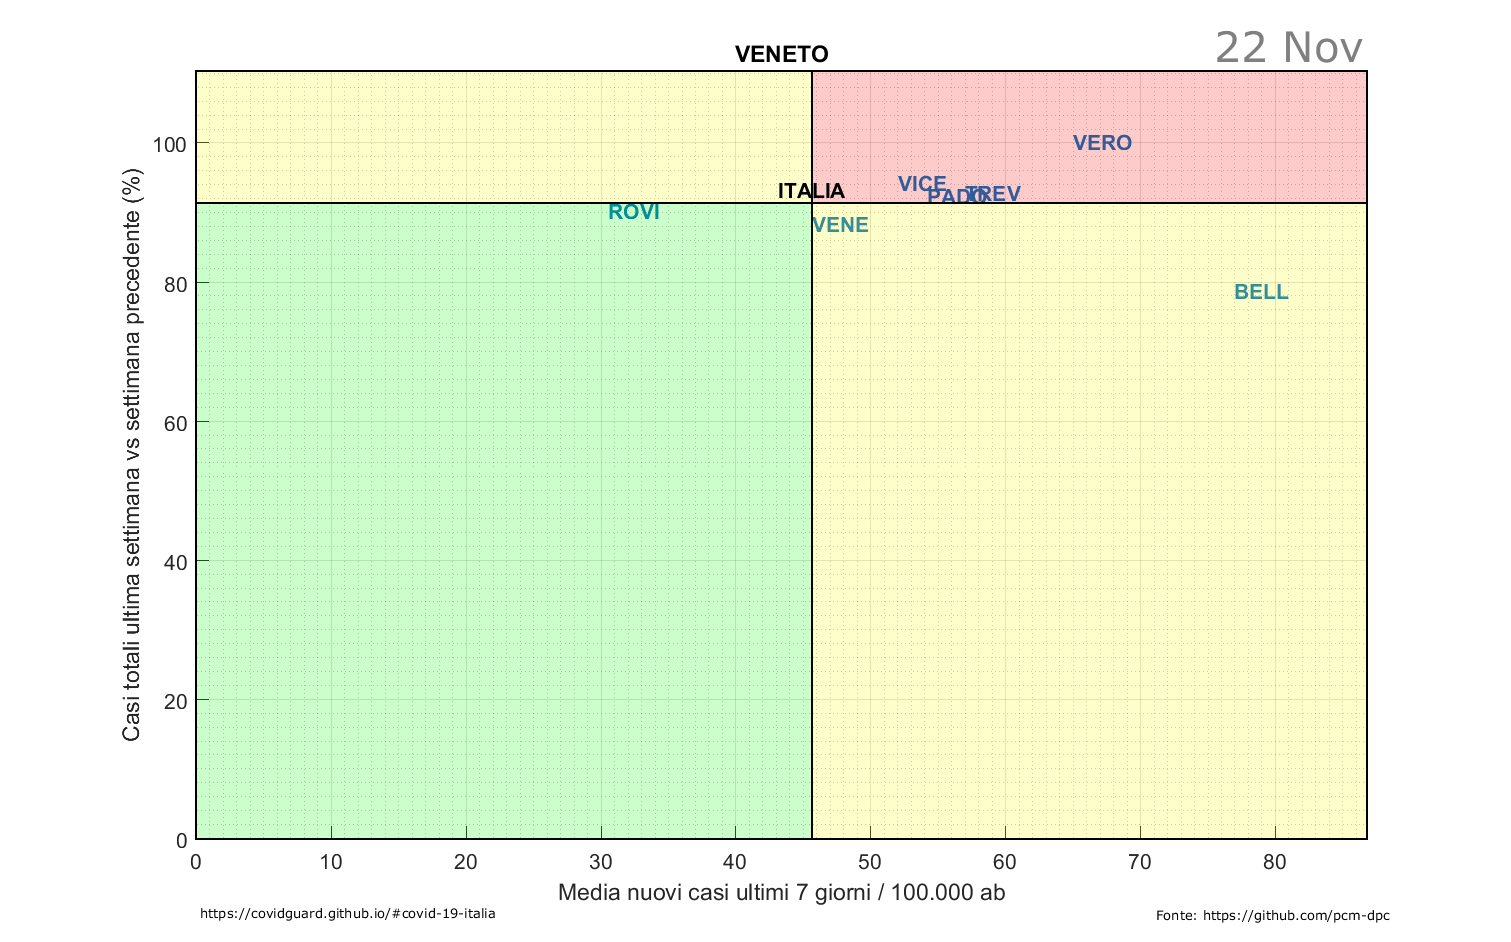 VENETO
22 Nov
Casi totali ultima settimana vs settimana precedente (%)
100
80
60
40
20
0
VERO
VICE
PADO
TREV
ITALIA
ROVI
VENE
BELL
0 10 20 30 40 50 60 70 80
Media nuovi casi ultimi 7 giorni / 100.000 ab
https://covidguard.github.io/#covid-19-italia
Fonte: https://github.com/pcm-dpc